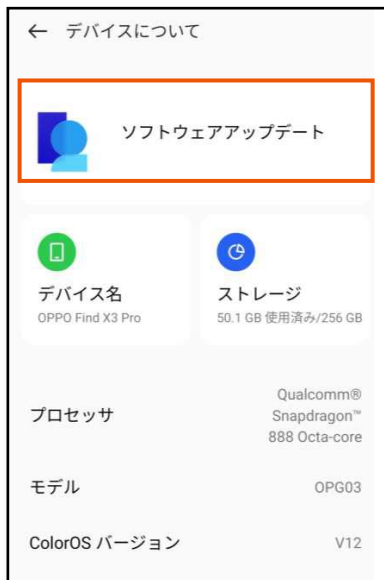 ← デバイスについて
ソフトウェアアップデート
デバイス名
OPPO Find X3 Pro
ストレージ
50.1 GB 使用済み/256 GB
プロセッサ
Qualcomm®
Snapdragon™
888 Octa-core
モデル
OPG03
ColorOS バージョン
V12